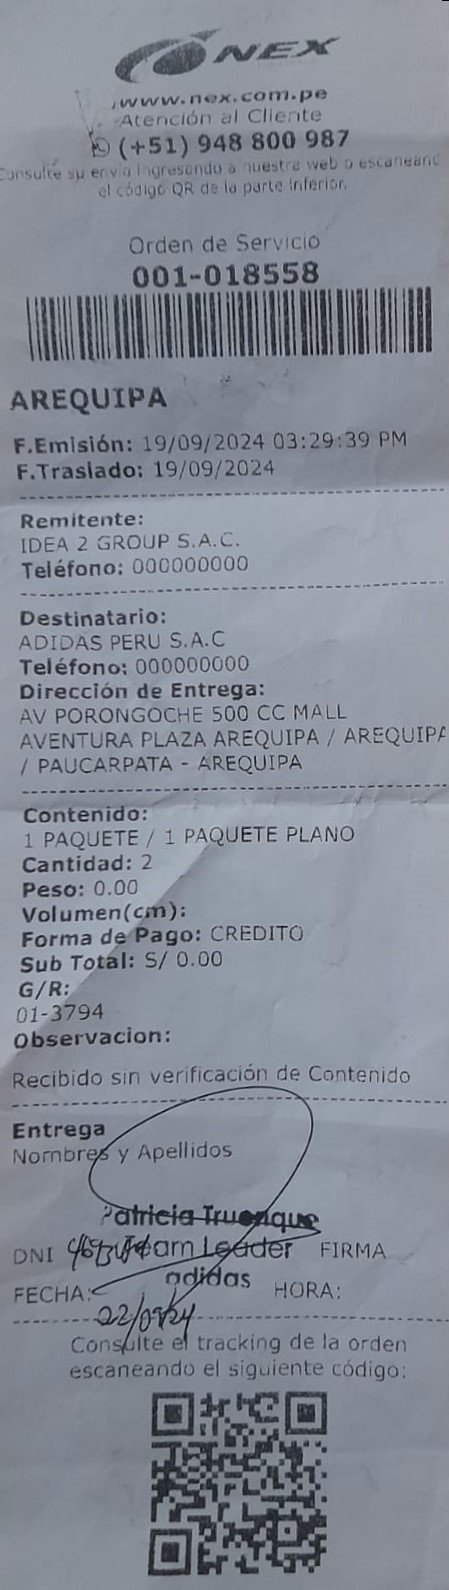 NEX
www.nex.com.pe
Atención al Cliente
(+51) 948 800 987
Consulte su envío ingresando a nuestra web o escaneando
el código QR de la parte inferior.
Orden de Servicio
001-018558
AREQUIPA
F.Emisión: 19/09/2024 03:29:39 PM
F.Traslado: 19/09/2024
Remitente:
IDEA 2 GROUP S.A.C.
Teléfono: 000000000
Destinatario:
ADIDAS PERU S.A.C
Teléfono: 000000000
Dirección de Entrega:
AV PORONGOCHE 500 CC MALL
AVENTURA PLAZA AREQUIPA / AREQUIPA
/ PAUCARPATA - AREQUIPA
Contenido:
1 PAQUETE / 1 PAQUETE PLANO
Cantidad: 2
Peso: 0.00
Volumen(cm):
Forma de Pago: CREDITO
Sub Total: S/ 0.00
G/R:
01-3794
Observacion:
Recibido sin verificación de Contenido
Entrega
Nombres y Apellidos
Patricia
DNI Team Leader FIRMA
adidas
FECHA: HORA:
22/09/24
Consulte el tracking de la orden
escaneando el siguiente código: